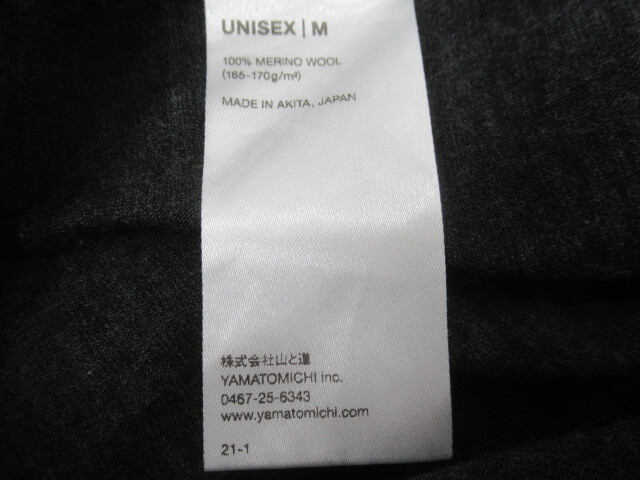 UNISEX | M
100% MERINO WOOL
(165-170g/m²)
MADE IN AKITA, JAPAN
株式会社山と道
YAMATOMICHI inc.
0467-25-6343
www.yamatomichi.com
21-1